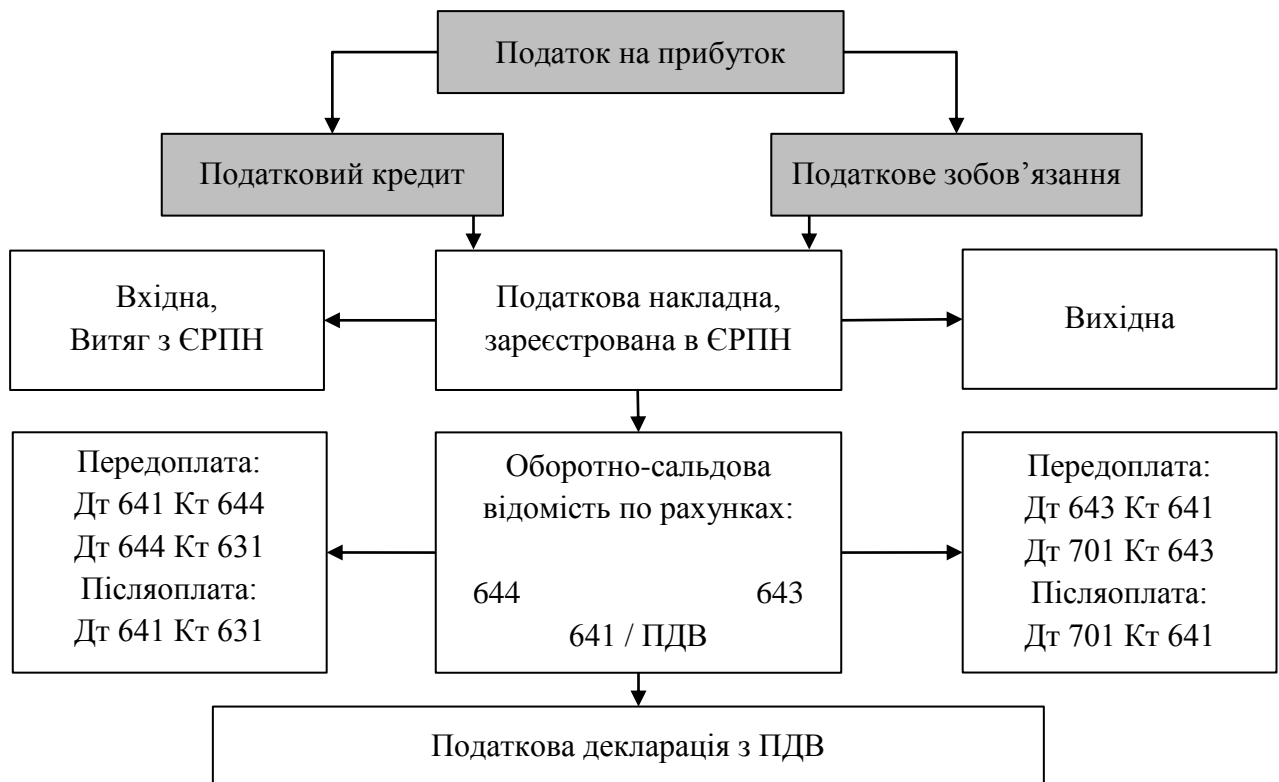 Податок на прибуток
Податковий кредит
Податкове зобов’язання
Вхідна,
Витяг з ЄРПН
Податкова накладна,
зареєстрована в ЄРПН
Вихідна
Передоплата:
Дт 641 Кт 644
Дт 644 Кт 631
Післяоплата:
Дт 641 Кт 631
Оборотно-сальдова
відомість по рахунках:
644 643
641 / ПДВ
Передоплата:
Дт 643 Кт 641
Дт 701 Кт 643
Післяоплата:
Дт 701 Кт 641
Податкова декларація з ПДВ